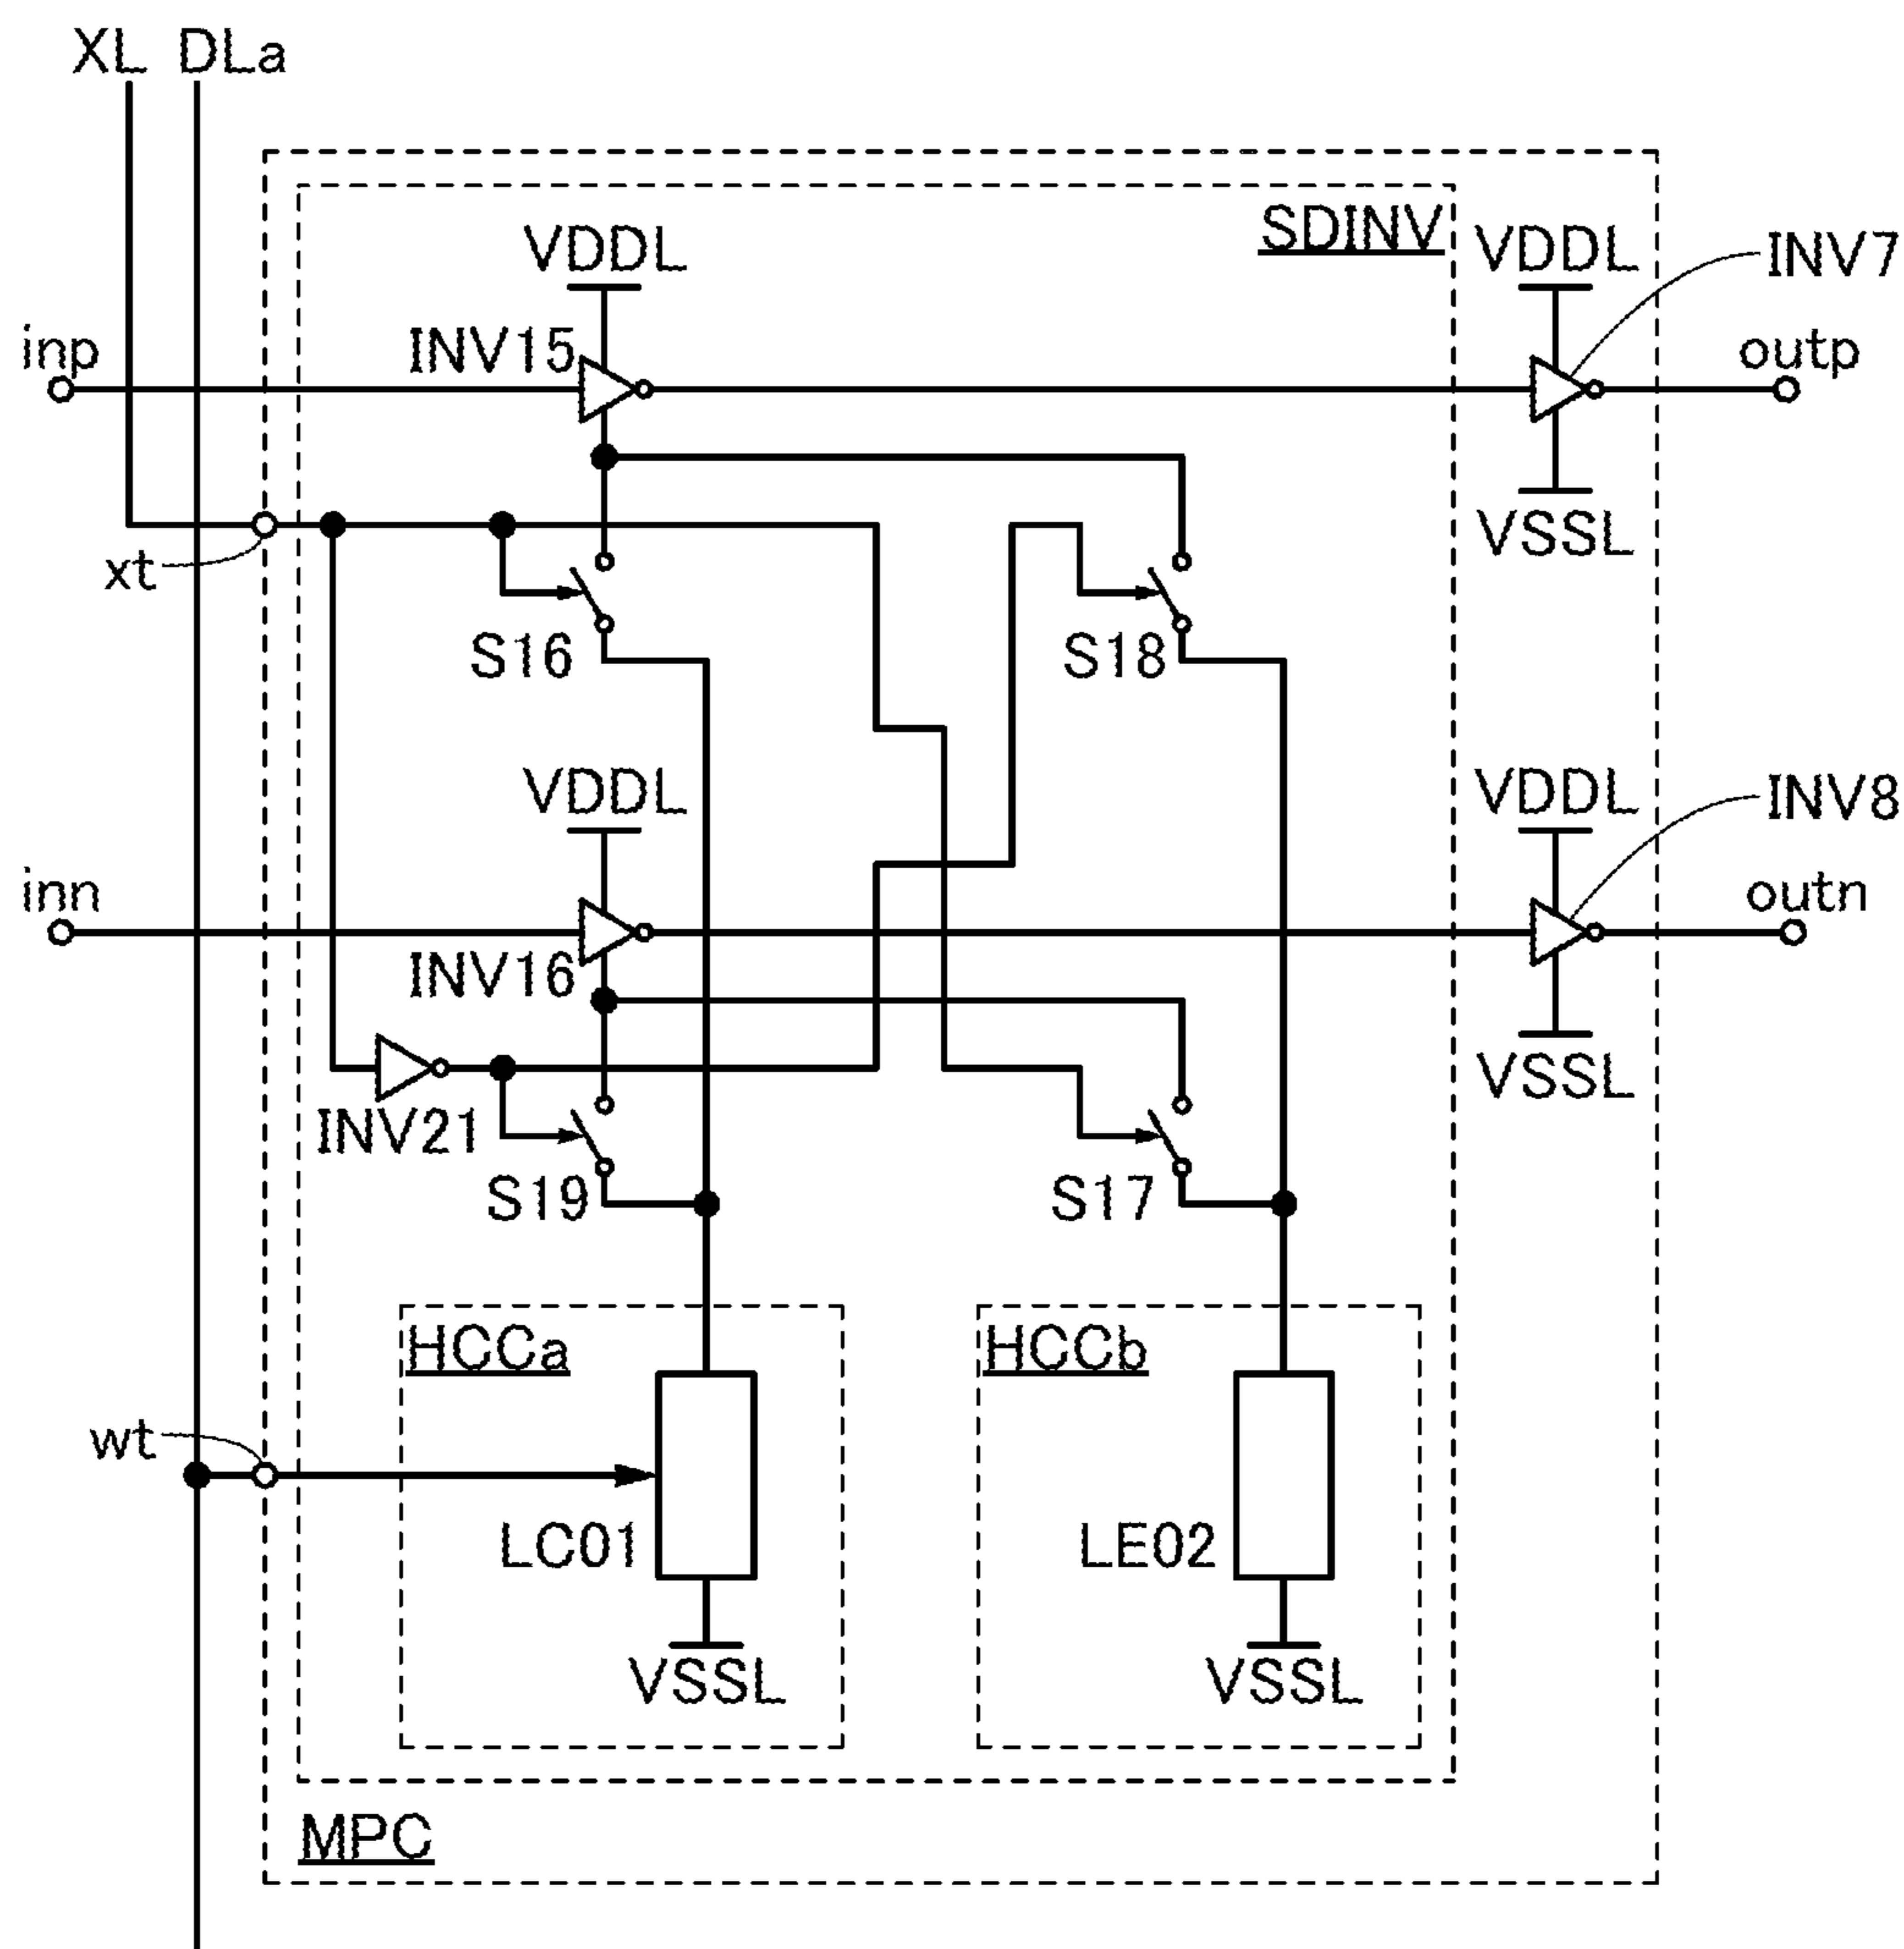 XL DLa
SDINV
VDDL
VDDL
INV7
inp
INV15
outp
VSSL
xt
S16
S18
VDDL
VDDL
INV8
inn
outn
INV16
VSSL
INV21
S19
S17
HCCa
HCCb
wt
LC01
LE02
VSSL
VSSL
MPC